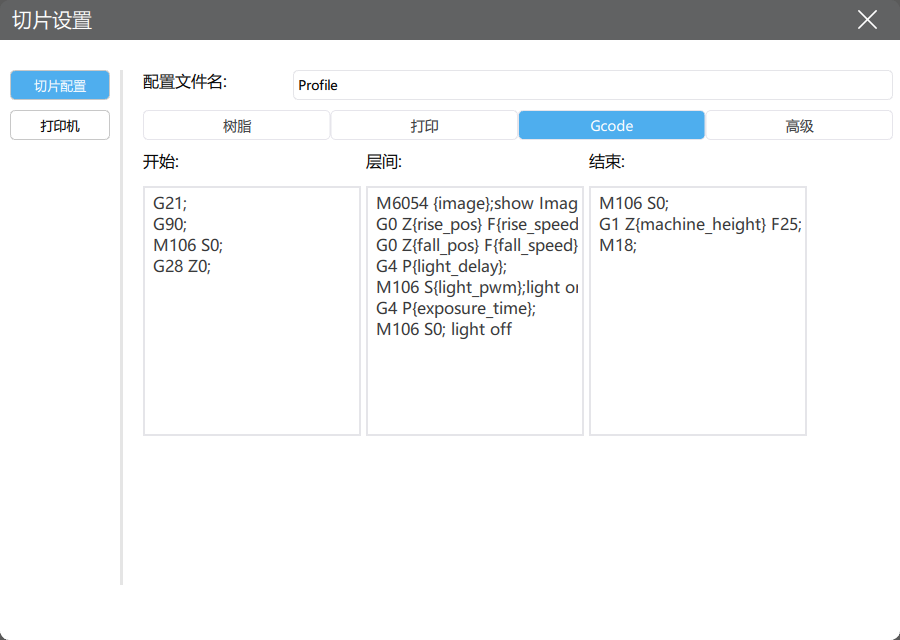 切片设置
切片配置
打印机
配置文件名:
Profile
树脂
打印
Gcode
高级
开始:
G21;
G90;
M106 S0;
G28 Z0;
层间:
M6054 {image};show Imag
G0 Z{rise_pos} F{rise_speed
G0 Z{fall_pos} F{fall_speed}
G4 P{light_delay};
M106 S{light_pwm};light on
G4 P{exposure_time};
M106 S0; light off
结束:
M106 S0;
G1 Z{machine_height} F25;
M18;